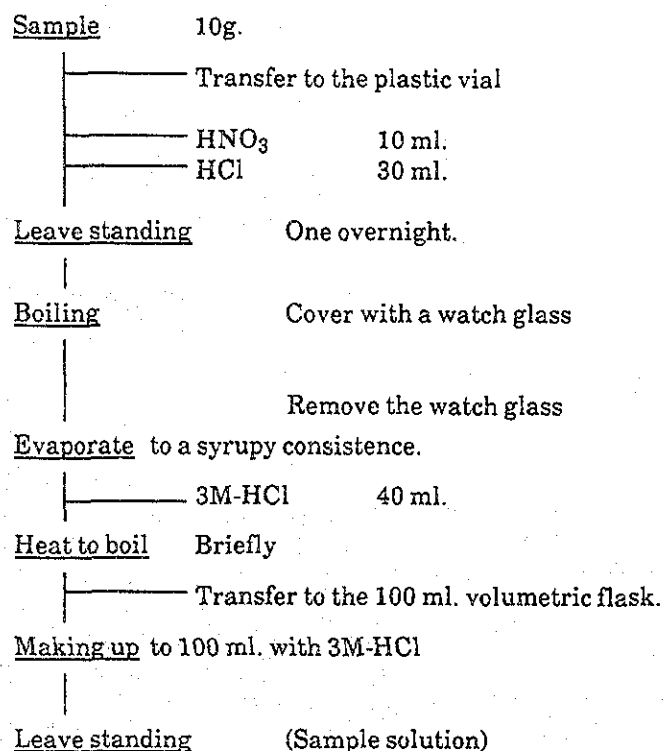 Sample 10g.
Transfer to the plastic vial
HNO₃ 10 ml.
HCl 30 ml.
Leave standing One overnight.
Boiling Cover with a watch glass
Remove the watch glass
Evaporate to a syrupy consistence.
3M-HCl 40 ml.
Heat to boil Briefly
Transfer to the 100 ml. volumetric flask.
Making up to 100 ml. with 3M-HCl
Leave standing (Sample solution)